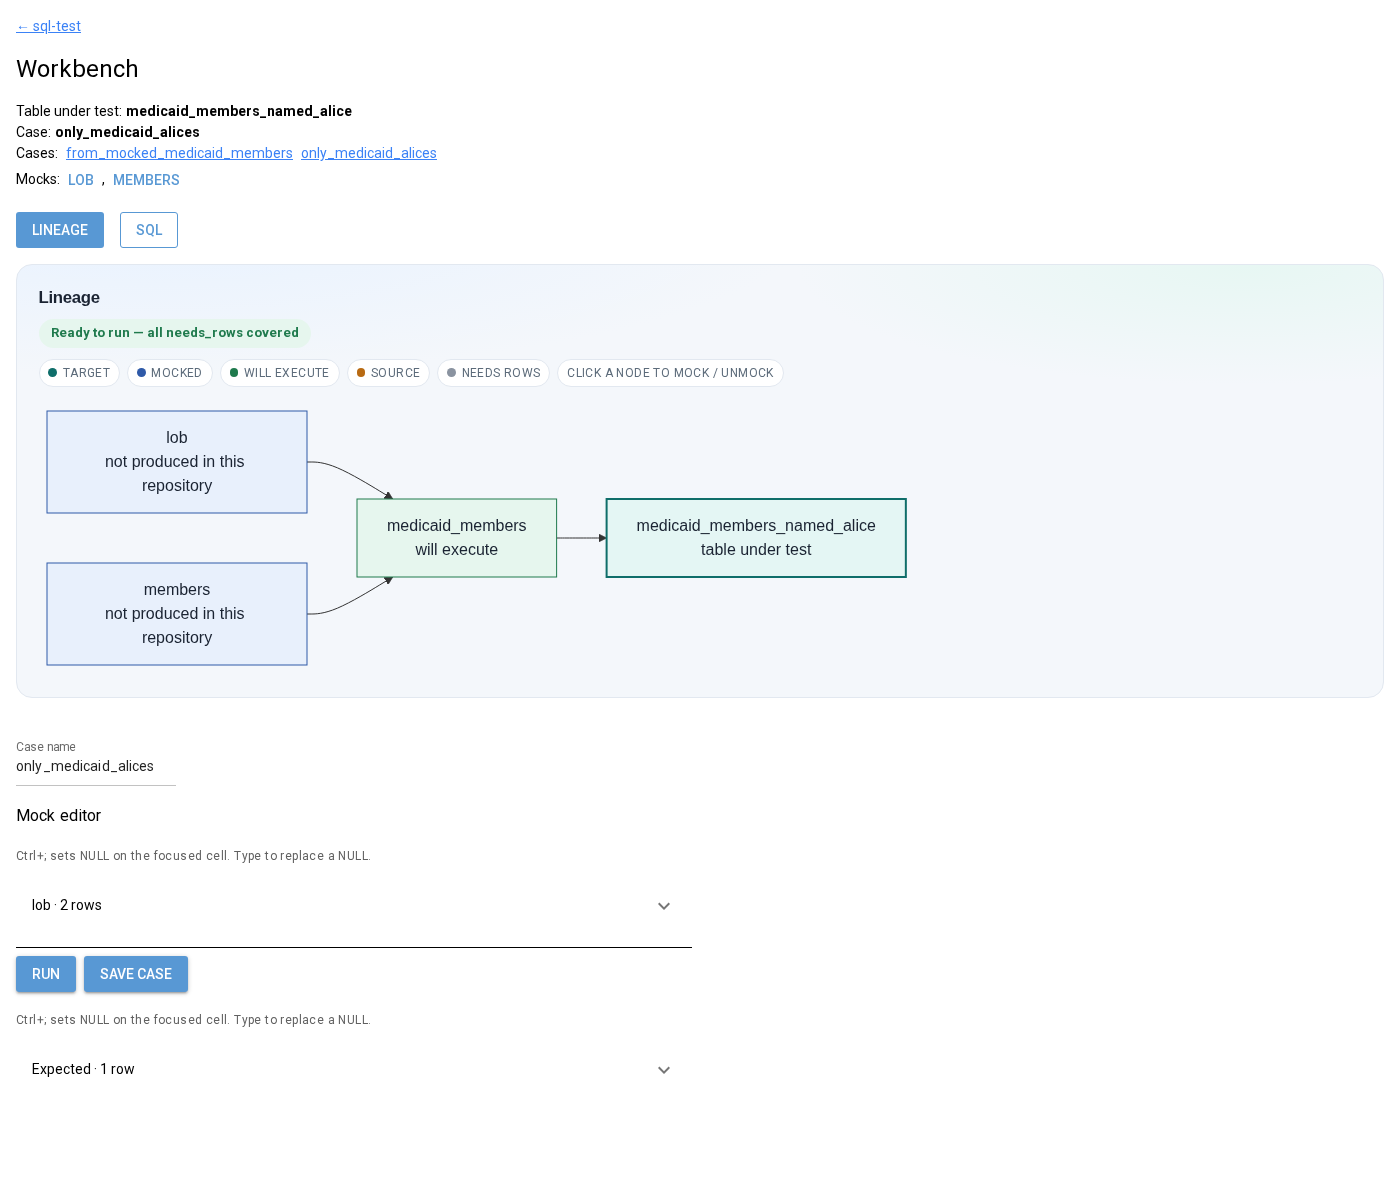 ← sql-test
Workbench
Table under test: medicaid_members_named_alice
Case: only_medicaid_alices
Cases: from_mocked_medicaid_members only_medicaid_alices
Mocks: LOB , MEMBERS
LINEAGE SQL
Lineage
Ready to run — all needs_rows covered
TARGET MOCKED WILL EXECUTE SOURCE NEEDS ROWS CLICK A NODE TO MOCK / UNMOCK
lob
not produced in this
repository
medicaid_members
will execute
medicaid_members_named_alice
table under test
members
not produced in this
repository
Case name
only_medicaid_alices
Mock editor
Ctrl+; sets NULL on the focused cell. Type to replace a NULL.
lob · 2 rows
RUN SAVE CASE
Ctrl+; sets NULL on the focused cell. Type to replace a NULL.
Expected · 1 row